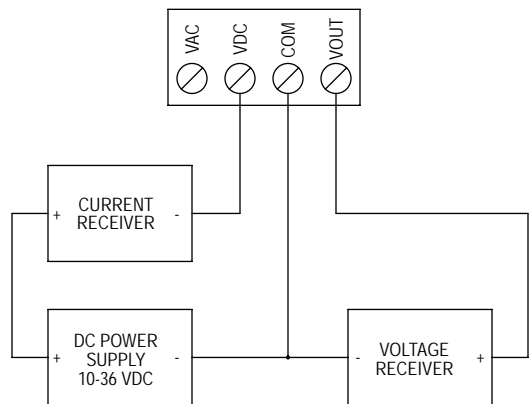 VAC
VDC
COM
VOUT
+
CURRENT
RECEIVER
-
+
DC POWER
SUPPLY
10-36 VDC
-
-
VOLTAGE
RECEIVER
+